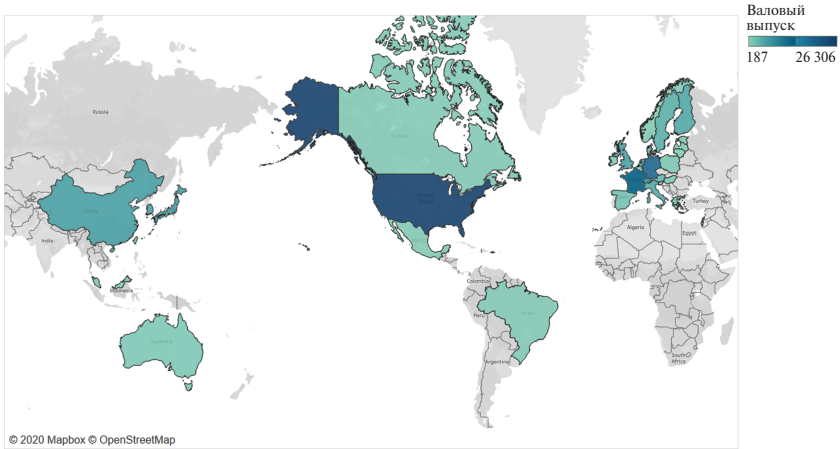 Валовый
выпуск
187
26 306
Russia
Canada
China
United
States
Turkey
India
Algeria
Egypt
Indonesia
Colombia
Brazil
Peru
Australia
South
Africa
Argentina
© 2020 Mapbox © OpenStreetMap